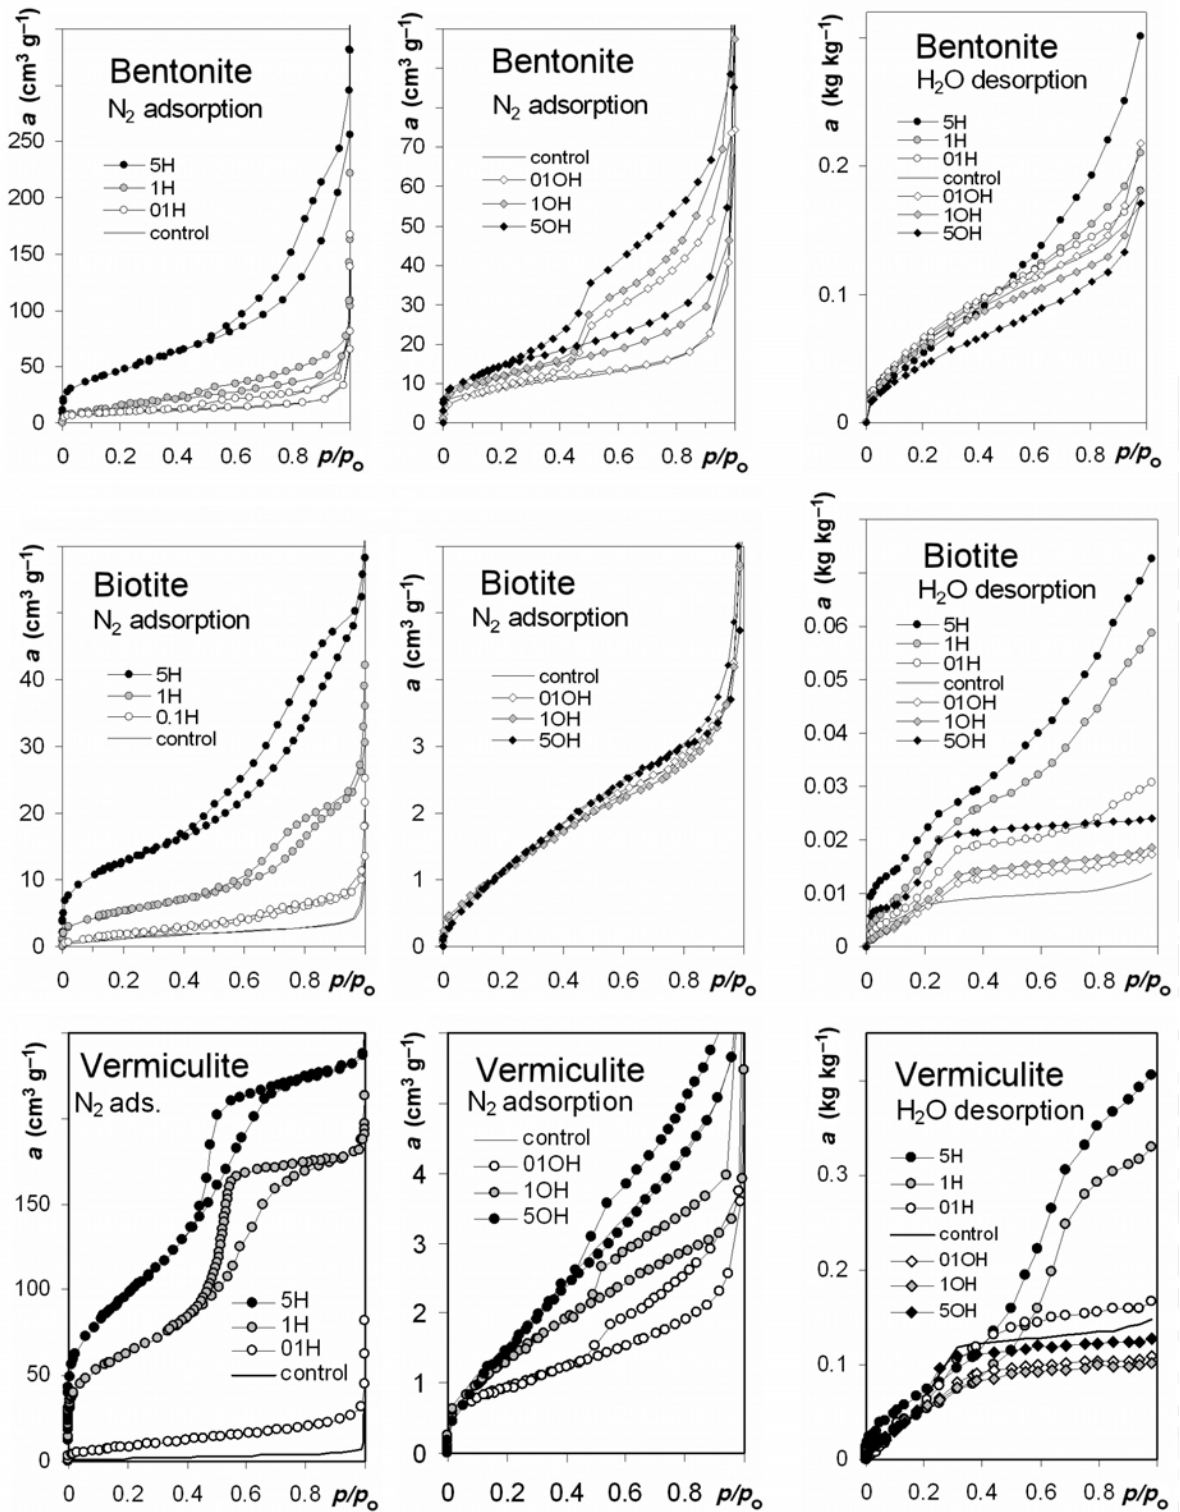 a (cm³ g⁻¹)
Bentonite
N₂ adsorption
5H
1H
01H
control
250
200
150
100
50
0
0 0.2 0.4 0.6 0.8 p/pₒ
a (cm³ g⁻¹)
Bentonite
N₂ adsorption
control
01OH
1OH
5OH
70
60
50
40
30
20
10
0
0 0.2 0.4 0.6 0.8 p/pₒ
a (kg kg⁻¹)
Bentonite
H₂O desorption
5H
1H
01H
control
01OH
1OH
5OH
0.2
0.1
0
0 0.2 0.4 0.6 0.8 p/pₒ
a (cm³ g⁻¹)
Biotite
N₂ adsorption
5H
1H
0.1H
control
40
30
20
10
0
0 0.2 0.4 0.6 0.8 p/pₒ
a (cm³ g⁻¹)
Biotite
N₂ adsorption
control
01OH
1OH
5OH
3
2
1
0
0 0.2 0.4 0.6 0.8 p/pₒ
a (kg kg⁻¹)
Biotite
H₂O desorption
5H
1H
01H
control
01OH
1OH
5OH
0.06
0.05
0.04
0.03
0.02
0.01
0
0 0.2 0.4 0.6 0.8 p/pₒ
a (cm³ g⁻¹)
Vermiculite
N₂ ads.
150
100
50
0
5H
1H
01H
control
0 0.2 0.4 0.6 0.8 p/pₒ
a (cm³ g⁻¹)
Vermiculite
N₂ adsorption
control
01OH
1OH
5OH
4
3
2
1
0
0 0.2 0.4 0.6 0.8 p/pₒ
a (kg kg⁻¹)
Vermiculite
H₂O desorption
5H
1H
01H
control
01OH
1OH
5OH
0.3
0.2
0.1
0
0 0.2 0.4 0.6 0.8 p/pₒ